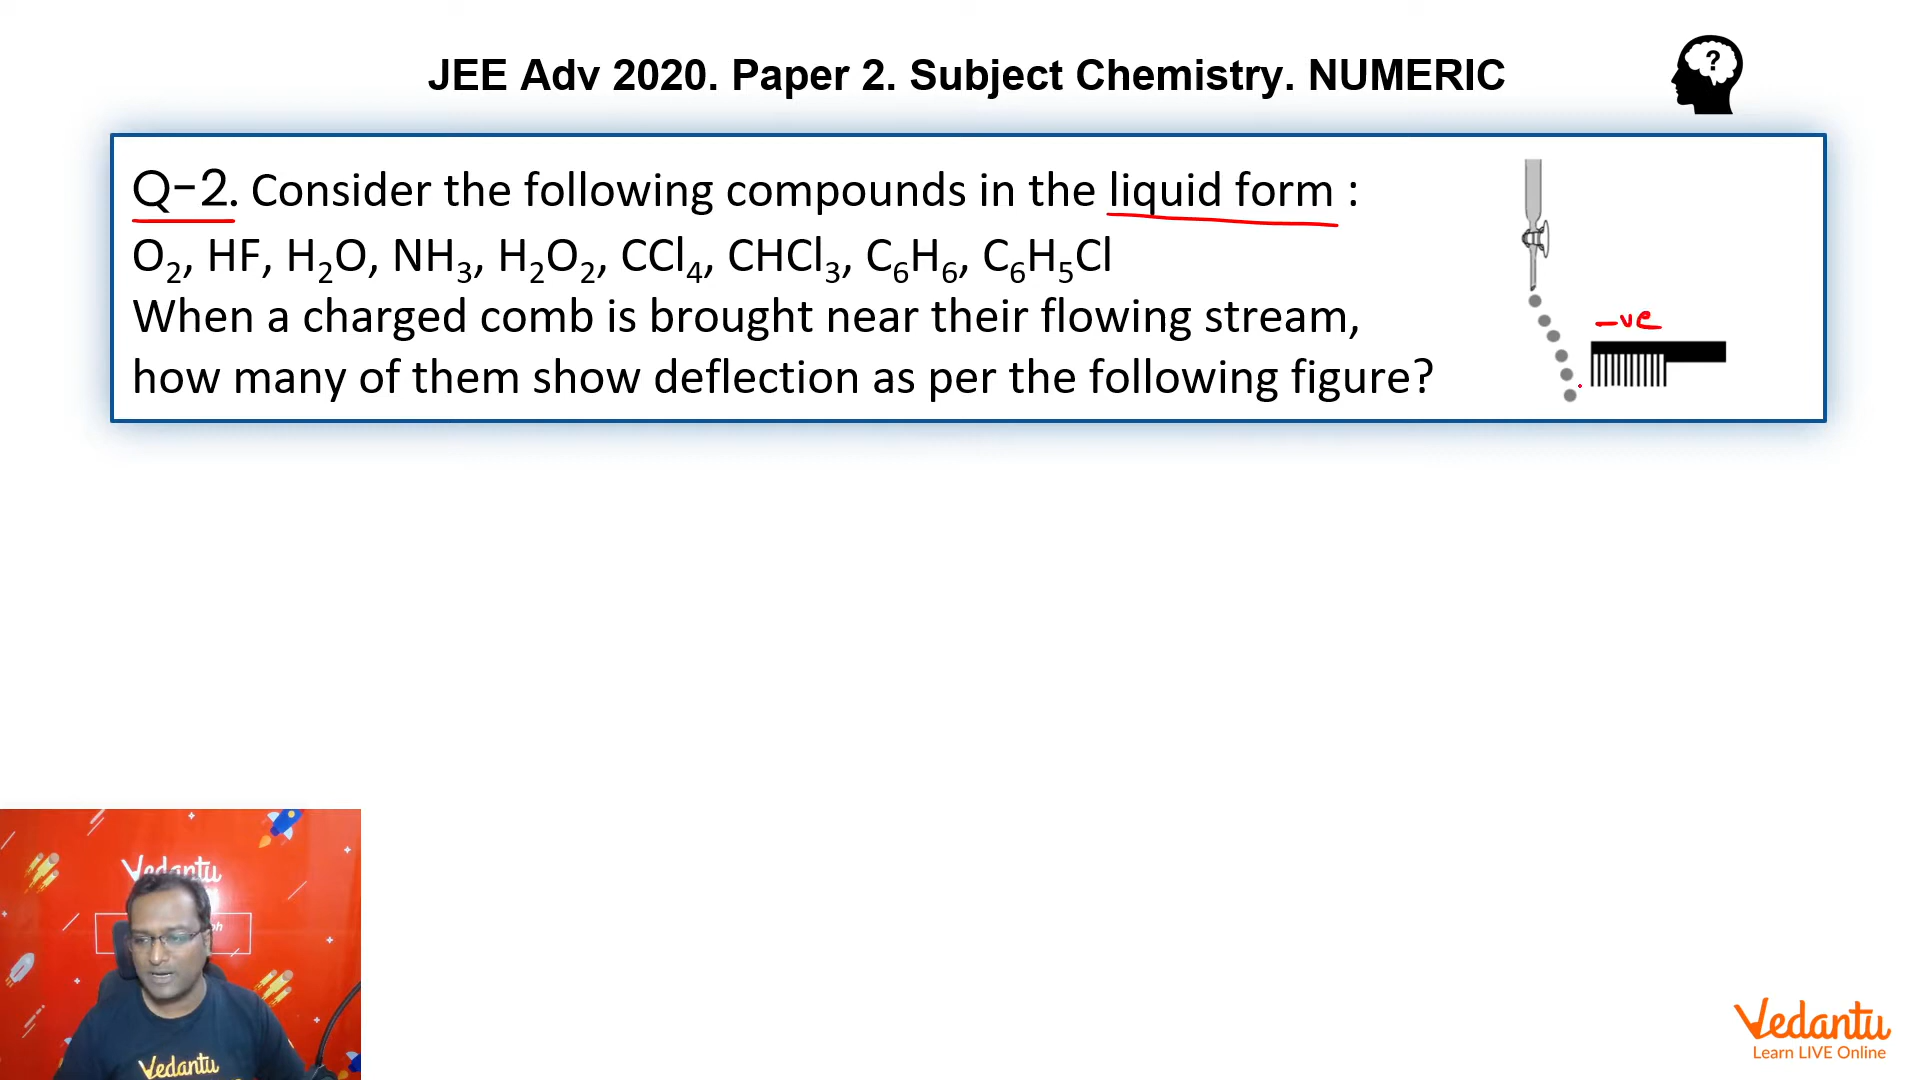 JEE Adv 2020. Paper 2. Subject Chemistry. NUMERIC
?
Q-2. Consider the following compounds in the liquid form :
O₂, HF, H₂O, NH₃, H₂O₂, CCl₄, CHCl₃, C₆H₆, C₆H₅Cl
When a charged comb is brought near their flowing stream,
how many of them show deflection as per the following figure?
-ve
Vedantu
Vedantu
Vedantu
Learn LIVE Online